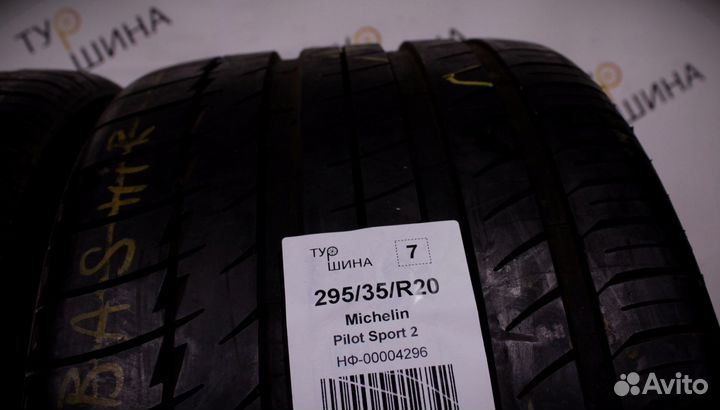 ТУР
ШИНА
ТУР
ШИНА
ТУР
ШИНА
7
295/35/R20
Michelin
Pilot Sport 2
НФ-00004296
Avito